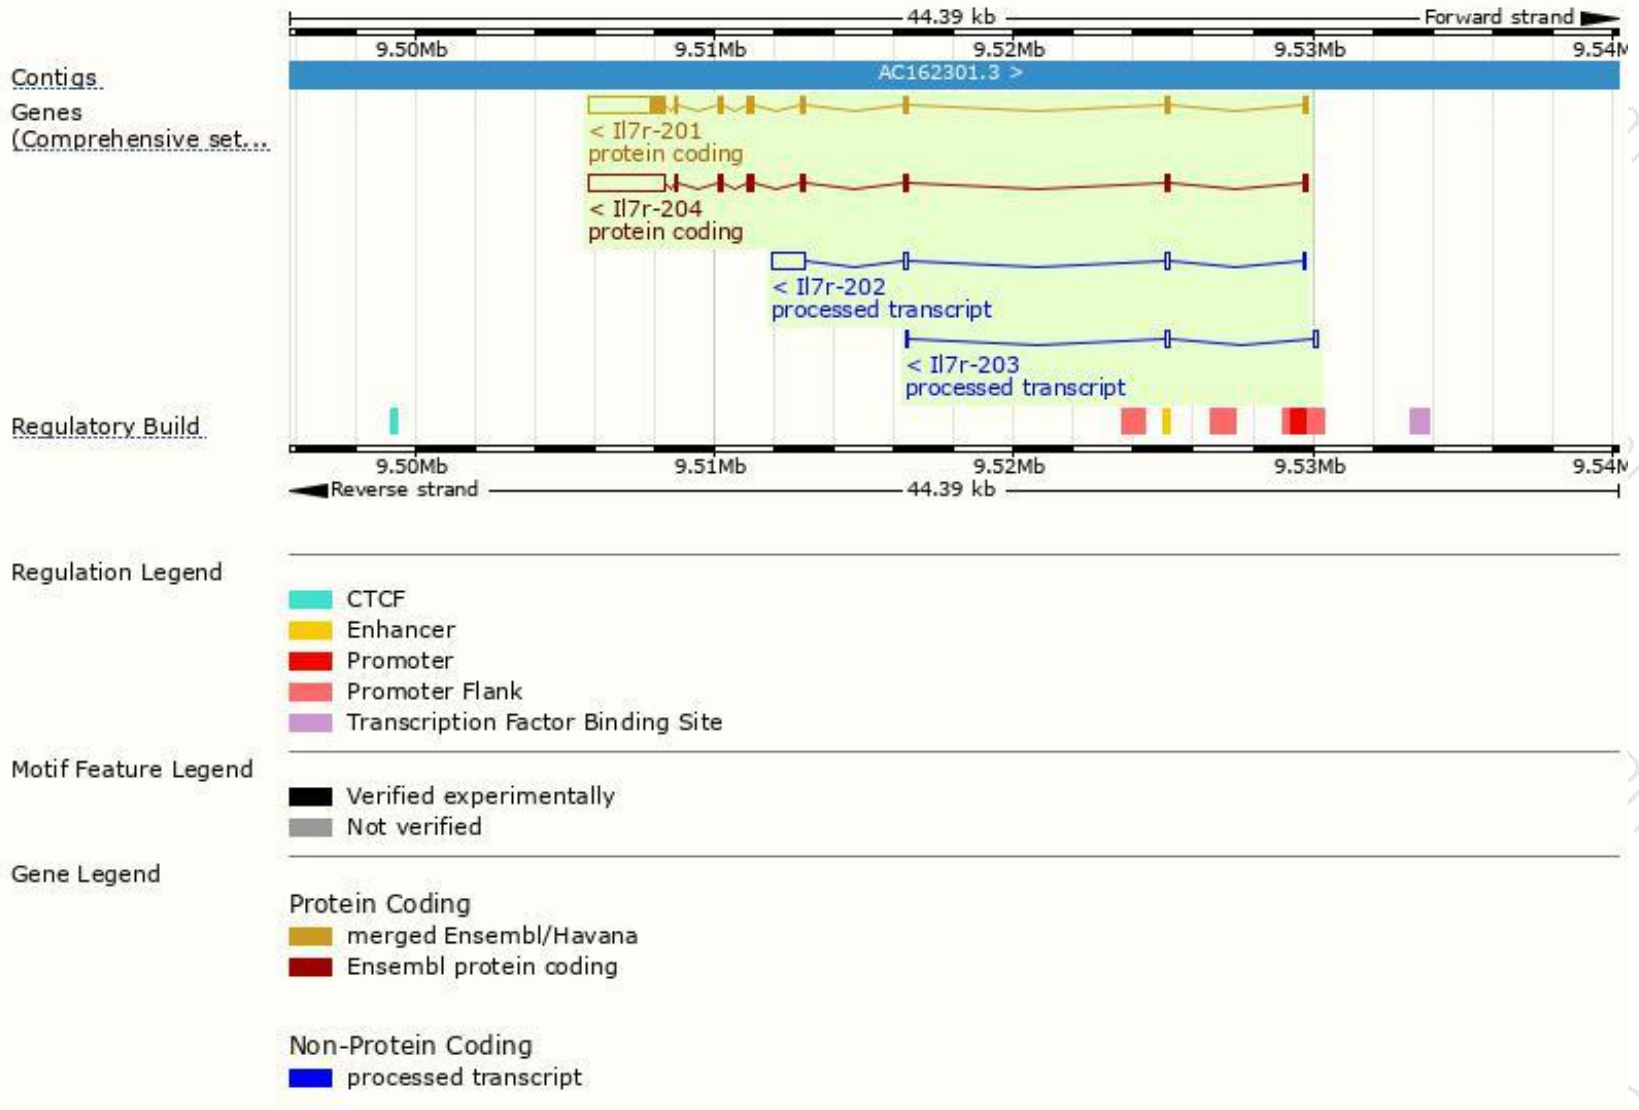 44.39 kb
Forward strand
9.50Mb 9.51Mb 9.52Mb 9.53Mb 9.54M
Contigs
AC162301.3 >
Genes
(Comprehensive set...
< Il7r-201
protein coding
< Il7r-204
protein coding
< Il7r-202
processed transcript
< Il7r-203
processed transcript
Regulatory Build
9.50Mb 9.51Mb 9.52Mb 9.53Mb 9.54M
Reverse strand
44.39 kb
Regulation Legend
CTCF
Enhancer
Promoter
Promoter Flank
Transcription Factor Binding Site
Motif Feature Legend
Verified experimentally
Not verified
Gene Legend
Protein Coding
merged Ensembl/Havana
Ensembl protein coding
Non-Protein Coding
processed transcript